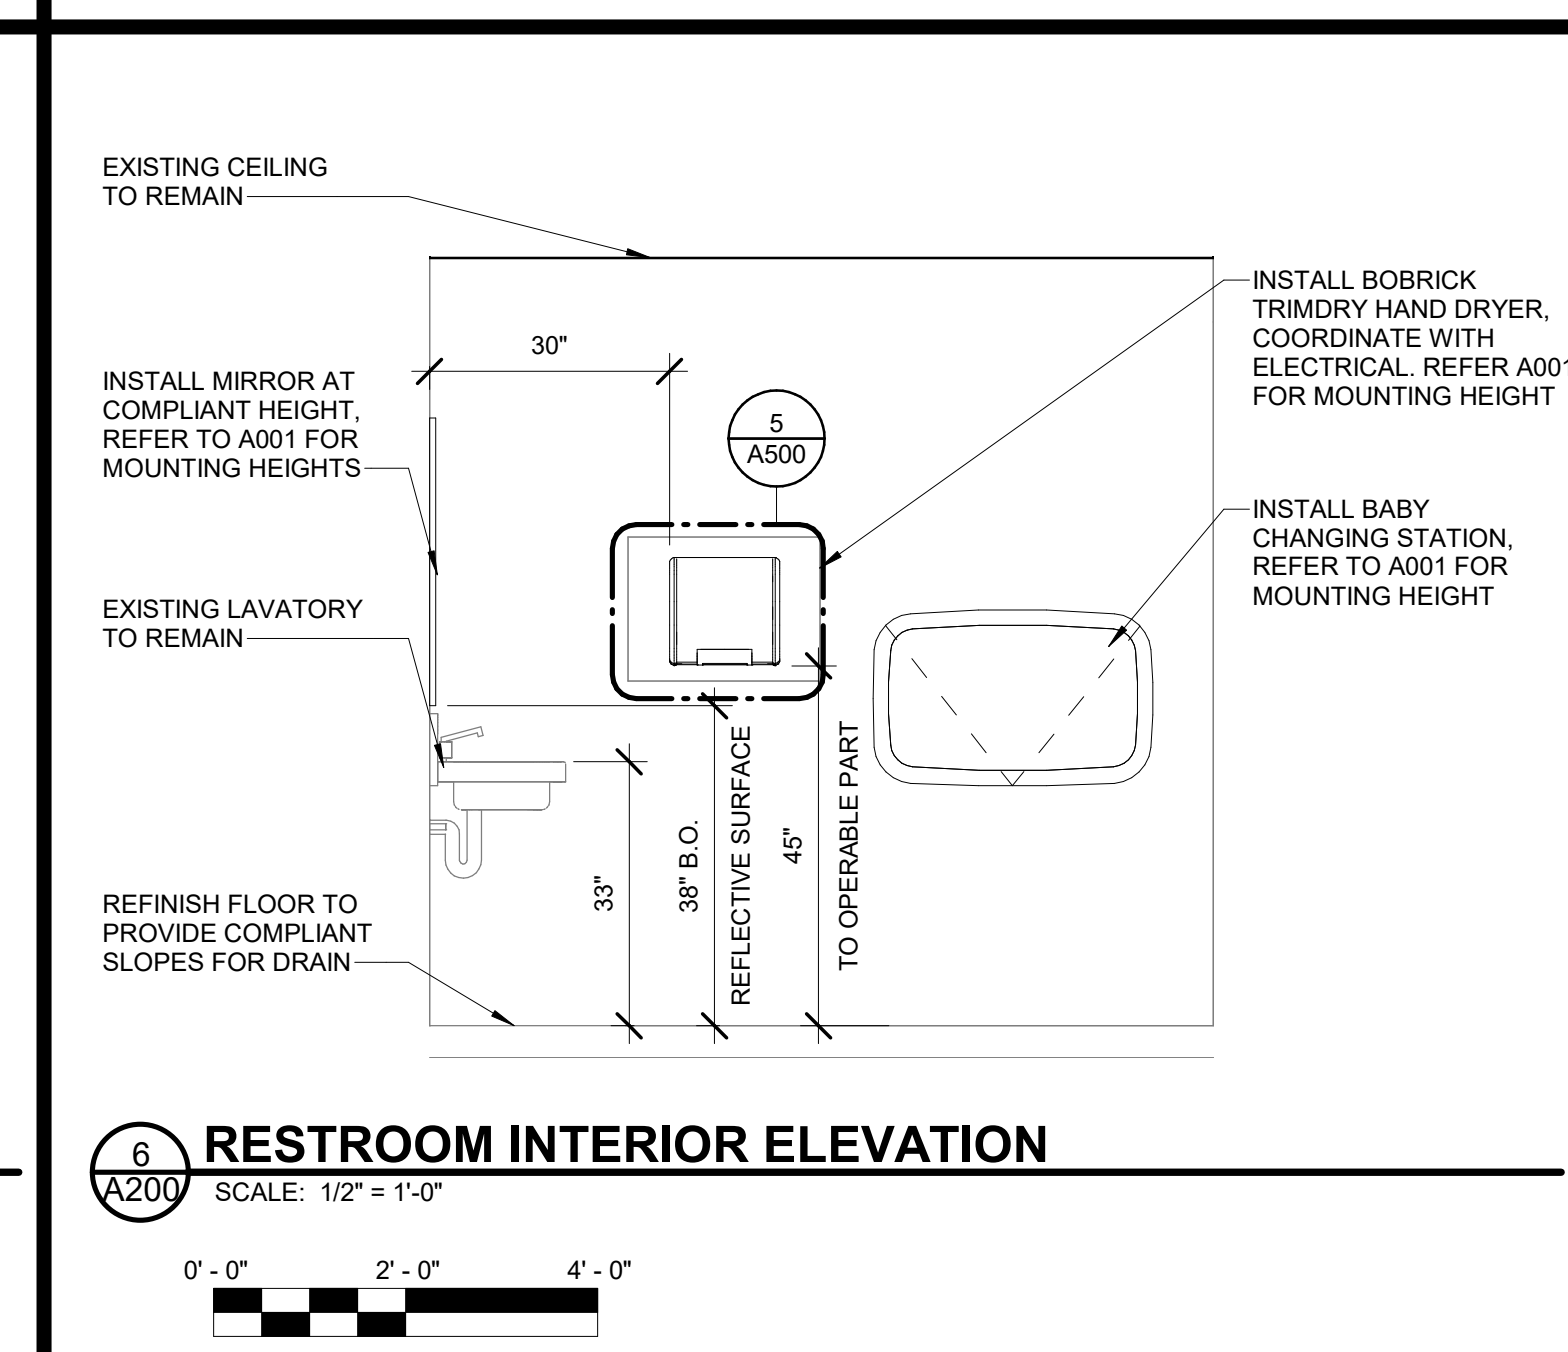 EXISTING CEILING
TO REMAIN
INSTALL BOBRICK
TRIMDRY HAND DRYER,
COORDINATE WITH
ELECTRICAL. REFER A001
FOR MOUNTING HEIGHT
30"
INSTALL MIRROR AT
COMPLIANT HEIGHT,
REFER TO A001 FOR
MOUNTING HEIGHTS
5
A500
INSTALL BABY
CHANGING STATION,
REFER TO A001 FOR
MOUNTING HEIGHT
EXISTING LAVATORY
TO REMAIN
33"
38" B.O.
REFLECTIVE SURFACE
45"
TO OPERABLE PART
REFINISH FLOOR TO
PROVIDE COMPLIANT
SLOPES FOR DRAIN
6
A200
RESTROOM INTERIOR ELEVATION
SCALE: 1/2" = 1'-0"
0' - 0" 2' - 0" 4' - 0"